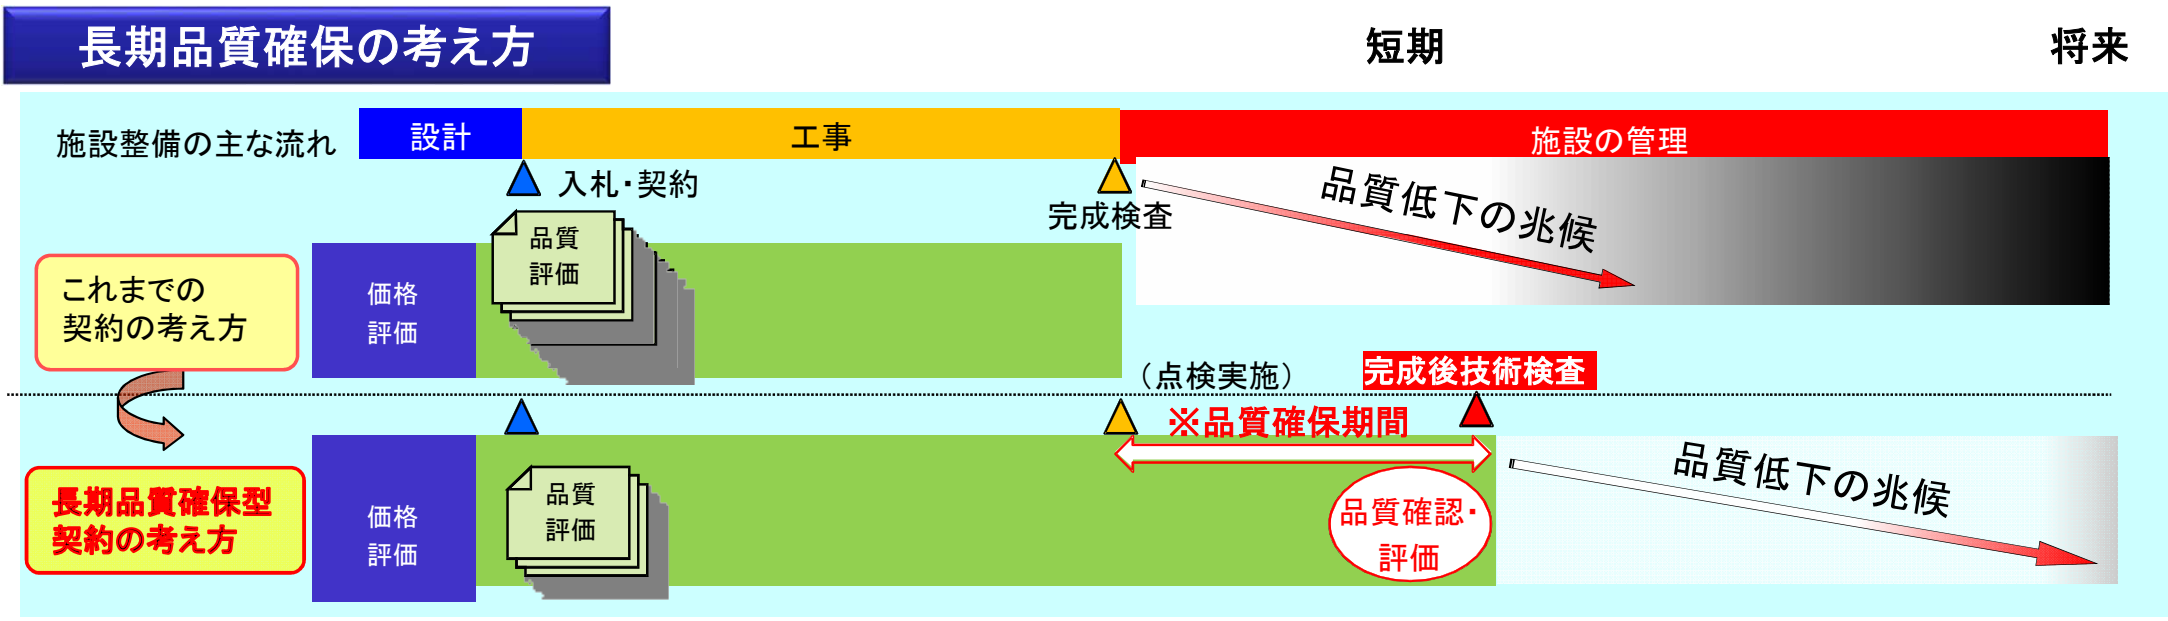 長期品質確保の考え方
短期
将来
施設整備の主な流れ
設計
工事
施設の管理
入札・契約
完成検査
品質低下の兆候
品質
評価
価格
評価
これまでの
契約の考え方
（点検実施）
完成後技術検査
※品質確保期間
長期品質確保型
契約の考え方
価格
評価
品質
評価
品質確認・
評価
品質低下の兆候